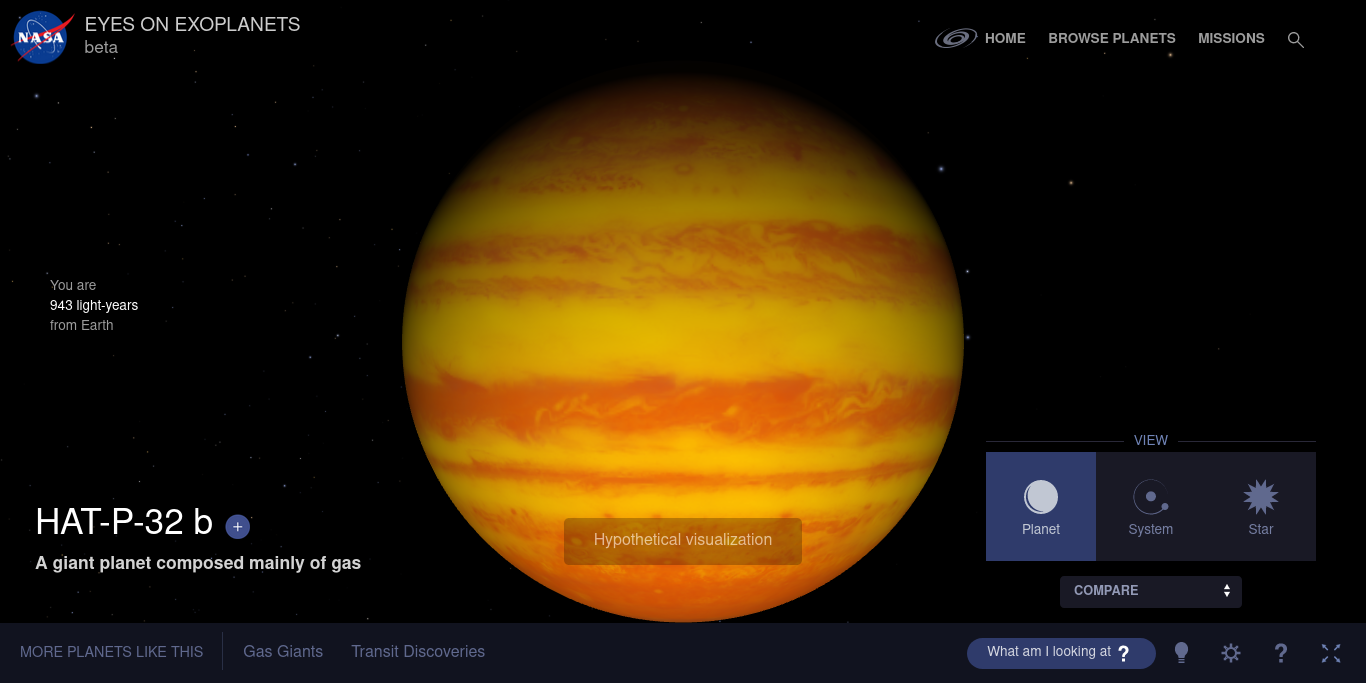 NASA
EYES ON EXOPLANETS
beta
HOME
BROWSE PLANETS
MISSIONS
You are
943 light-years
from Earth
VIEW
Planet
System
Star
COMPARE
HAT-P-32 b +
A giant planet composed mainly of gas
Hypothetical visualization
MORE PLANETS LIKE THIS
Gas Giants
Transit Discoveries
What am I looking at ?
?